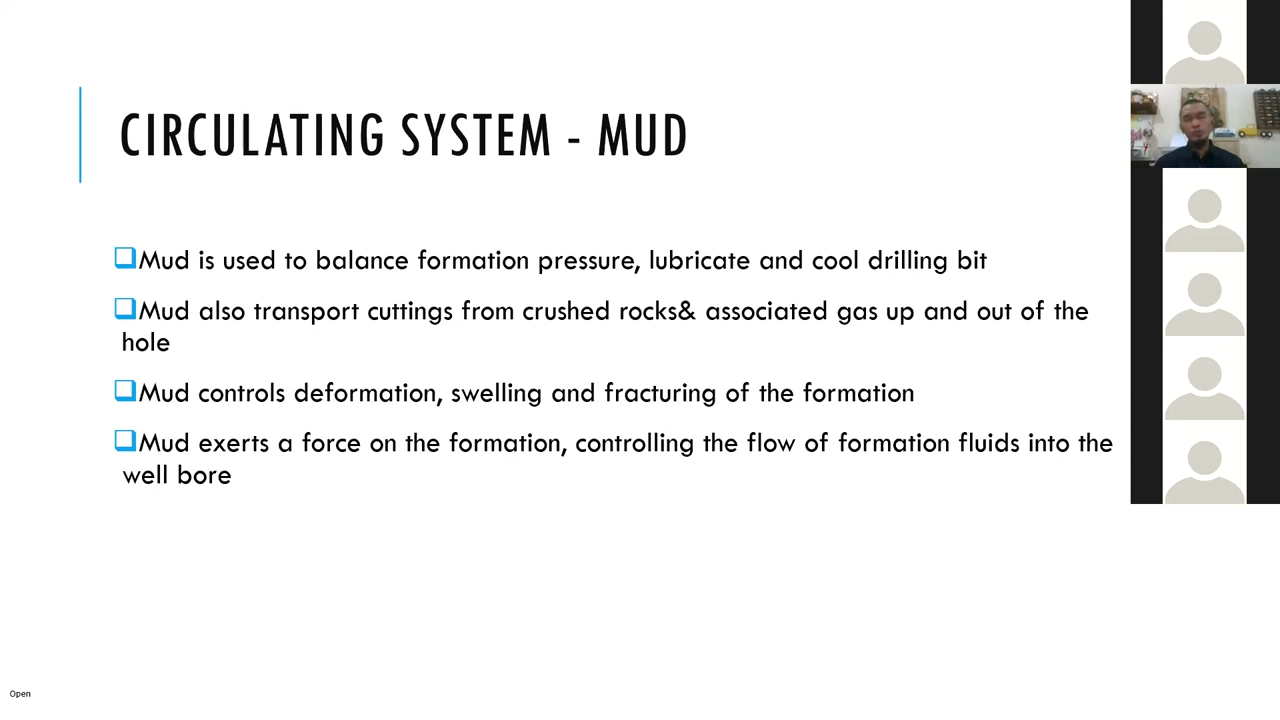 CIRCULATING SYSTEM - MUD
Mud is used to balance formation pressure, lubricate and cool drilling bit
Mud also transport cuttings from crushed rocks& associated gas up and out of the
hole
Mud controls deformation, swelling and fracturing of the formation
Mud exerts a force on the formation, controlling the flow of formation fluids into the
well bore
Open